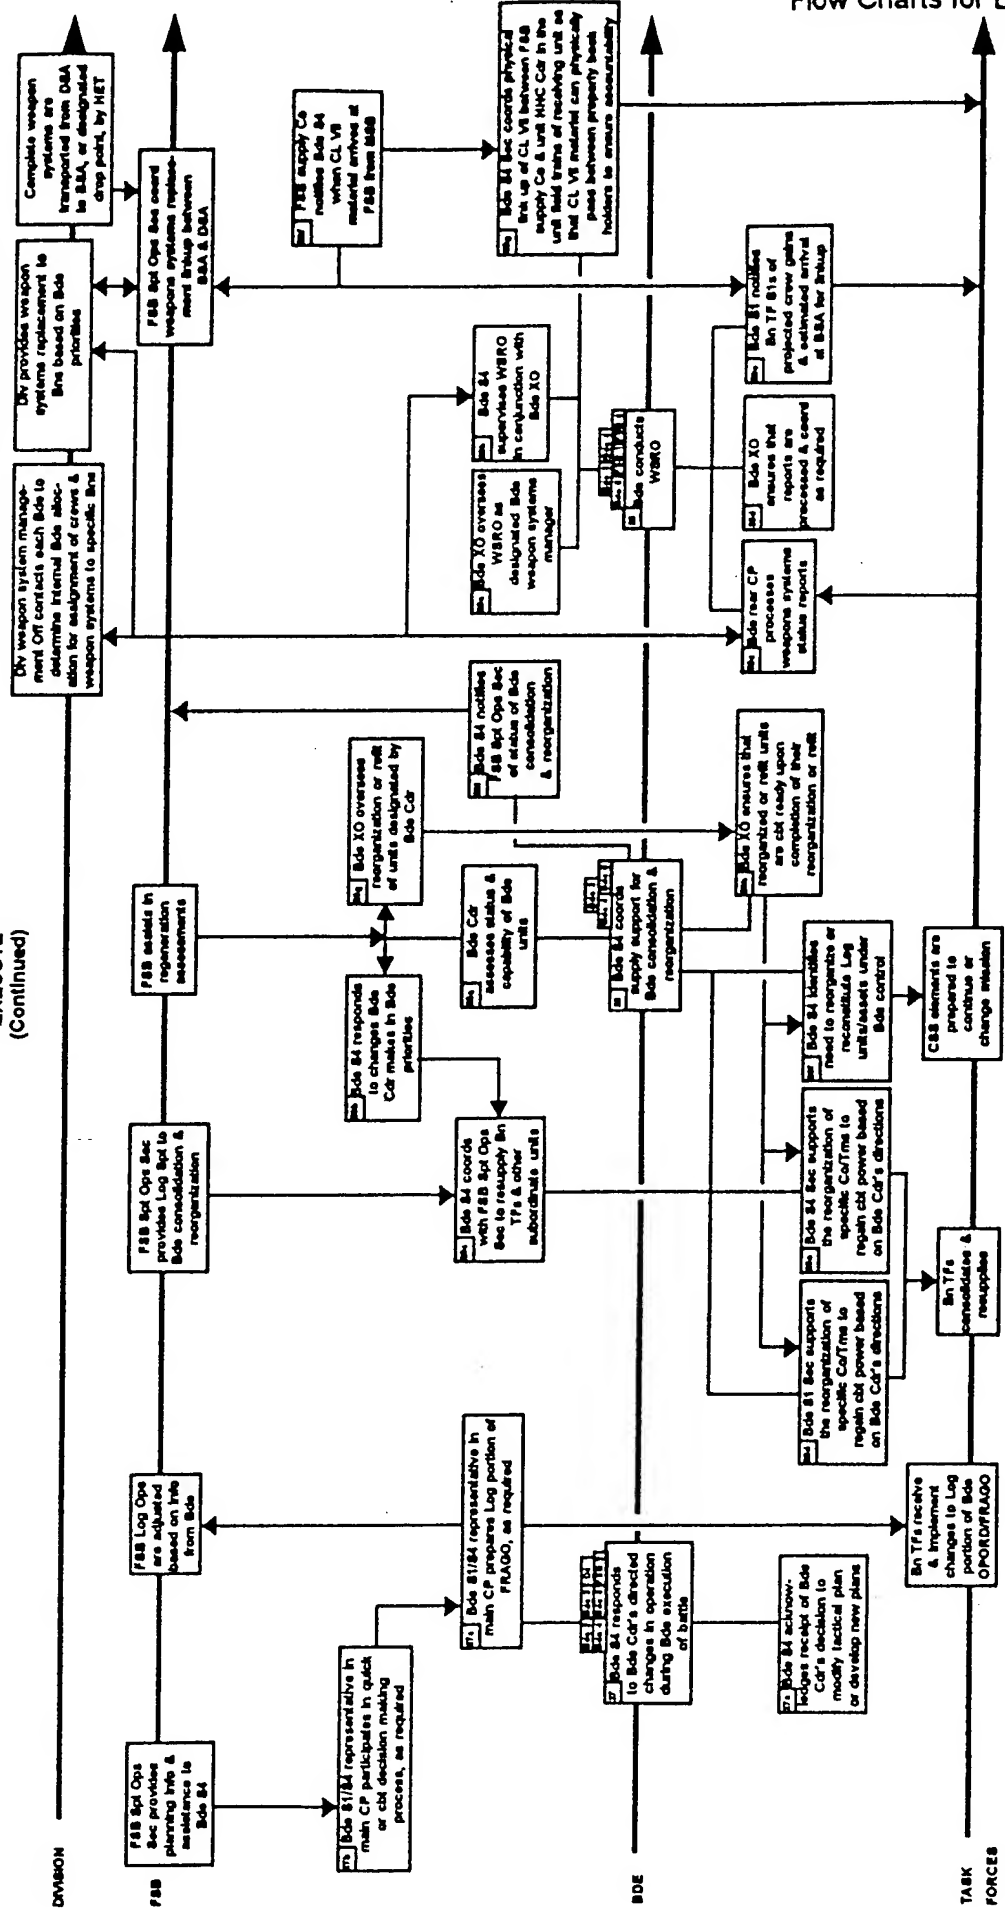 Flow Charts for
EXECUTE
(Continued)
DIVISION
Div weapon system manage-
ment Off contacts each Bde to
determine internal Bde alloc-
ation for assignment of crews &
weapon systems to specific Bns
Div provides weapon
systems replacement to
Bns based on Bde
priorities
Complete weapon
systems are
transported from DSA
to BSA, or designated
drop point, by HET
FSB
FSB Spt Ops
Sec provides
planning info &
assistance to
Bde S4
FSB Log Ops
are adjusted
based on info
from Bde
FSB Spt Ops Sec
provides Log Spt to
Bde consolidation &
reorganization
FSB assists in
regeneration
assessments
FSB Spt Ops Sec coord
weapons systems replace-
ment linkup between
BSA & DSA
37b Bde S1/S4 representative in
main CP participates in quick
or cbt decision making
process, as required
Bde S4 responds
to changes Bde
Cdr makes in Bde
priorities
Bde XO oversees
reorganization or refit
of units designated by
Bde Cdr
FSB supply Co
notifies Bde S4
when CL VII
material arrives at
FSB from MSB
37c Bde S1/S4 representative in
main CP prepares Log portion of
FRAGO, as required
Bde S4 coords
with FSB Spt Ops
Sec to resupply Bn
TFs & other
subordinate units
Bde Cdr
assesses status &
capability of Bde
units
Bde S4 notifies
FSB Spt Ops Sec
of status of Bde
consolidation
& reorganization
Bde XO oversees
WSRO as
designated Bde
weapon systems
manager
Bde S4
supervises WSRO
in conjunction with
Bde XO
Bde S4 Sec coords physical
link up of CL VII between FSB
supply Co & unit HHC Cdr in the
unit field trains of receiving unit so
that CL VII material can physically
pass between property book
holders to ensure accountability
BDE
37 Bde S4 responds
to Bde Cdr's directed
changes in operation
during Bde execution
of battle
Bde S4 coords
supply support for
Bde consolidation &
reorganization
Bde conducts
WSRO
37a Bde S4 acknow-
ledges receipt of Bde
Cdr's decision to
modify tactical plan
or develop new plans
Bde S1 Sec supports
the reorganization of
specific Co/Tms to
regain cbt power based
on Bde Cdr's directions
Bde S4 Sec supports
the reorganization of
specific Co/Tms to
regain cbt power based
on Bde Cdr's directions
Bde S4 identifies
need to reorganize or
reconstitute Log
units/assets under
Bde control
Bde XO ensures that
reorganized or refit units
are cbt ready upon
completion of their
reorganization or refit
Bde rear CP
processes
weapons systems
status reports
Bde XO
ensures that
reports are
processed & coord
as required
Bde S1 notifies
Bn TF S1s of
projected crew gains
& estimated arrival
at BSA for linkup
TASK
FORCES
Bn TFs receive
& implement
changes to Log
portion of Bde
OPORD/FRAGO
Bn TFs
consolidates &
resupplies
CSS elements are
prepared to
continue or
change mission